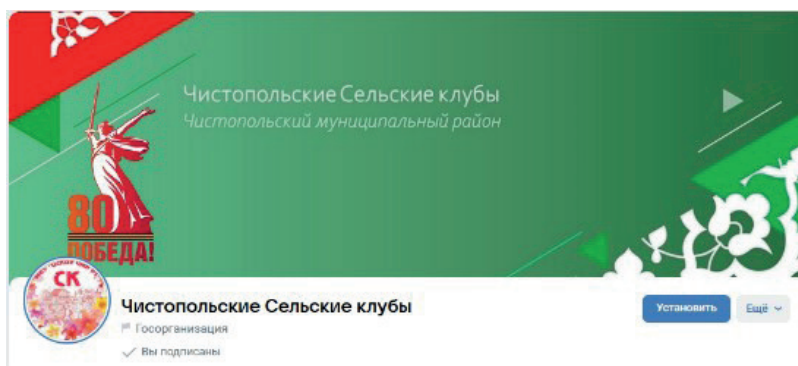 Чистопольские Сельские клубы
Чистопольский муниципальный район
80
ПОБЕДА!
СК
Чистопольские Сельские клубы
Установить
Ещё
Госорганизация
Вы подписаны